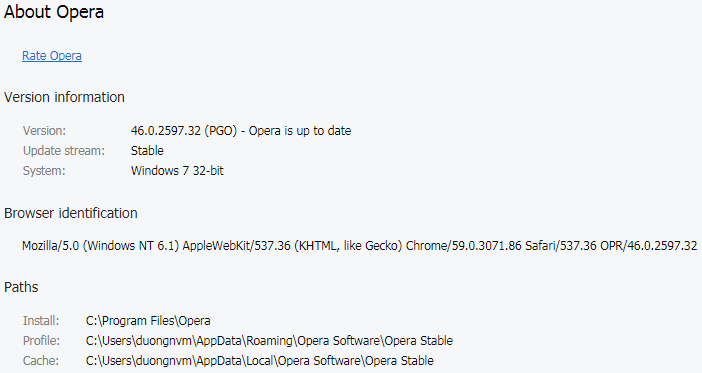 About Opera
Rate Opera
Version information
Version: 46.0.2597.32 (PGO) - Opera is up to date
Update stream: Stable
System: Windows 7 32-bit
Browser identification
Mozilla/5.0 (Windows NT 6.1) AppleWebKit/537.36 (KHTML, like Gecko) Chrome/59.0.3071.86 Safari/537.36 OPR/46.0.2597.32
Paths
Install: C:\Program Files\Opera
Profile: C:\Users\duongnvm\AppData\Roaming\Opera Software\Opera Stable
Cache: C:\Users\duongnvm\AppData\Local\Opera Software\Opera Stable